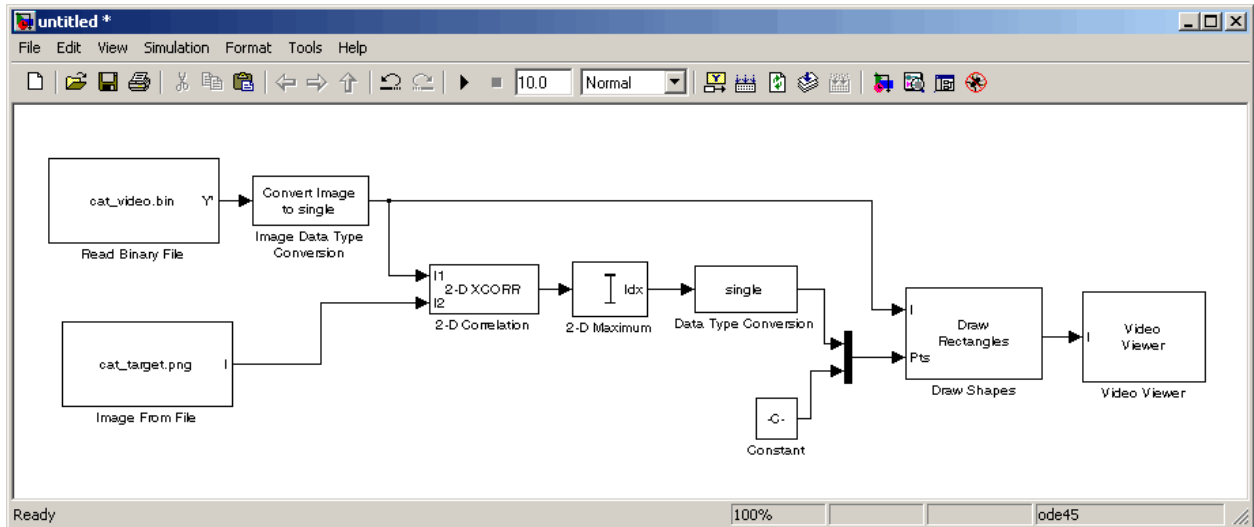 untitled *
File Edit View Simulation Format Tools Help
10.0 Normal
cat_video.bin Y'
Read Binary File
Convert Image
to single
Image Data Type
Conversion
cat_target.png I
Image From File
I1
2-D XCORR
I2
2-D Correlation
Idx
2-D Maximum
single
Data Type Conversion
-C-
Constant
I
Draw
Rectangles
Pts
Draw Shapes
I
Video
Viewer
Video Viewer
Ready 100% ode45